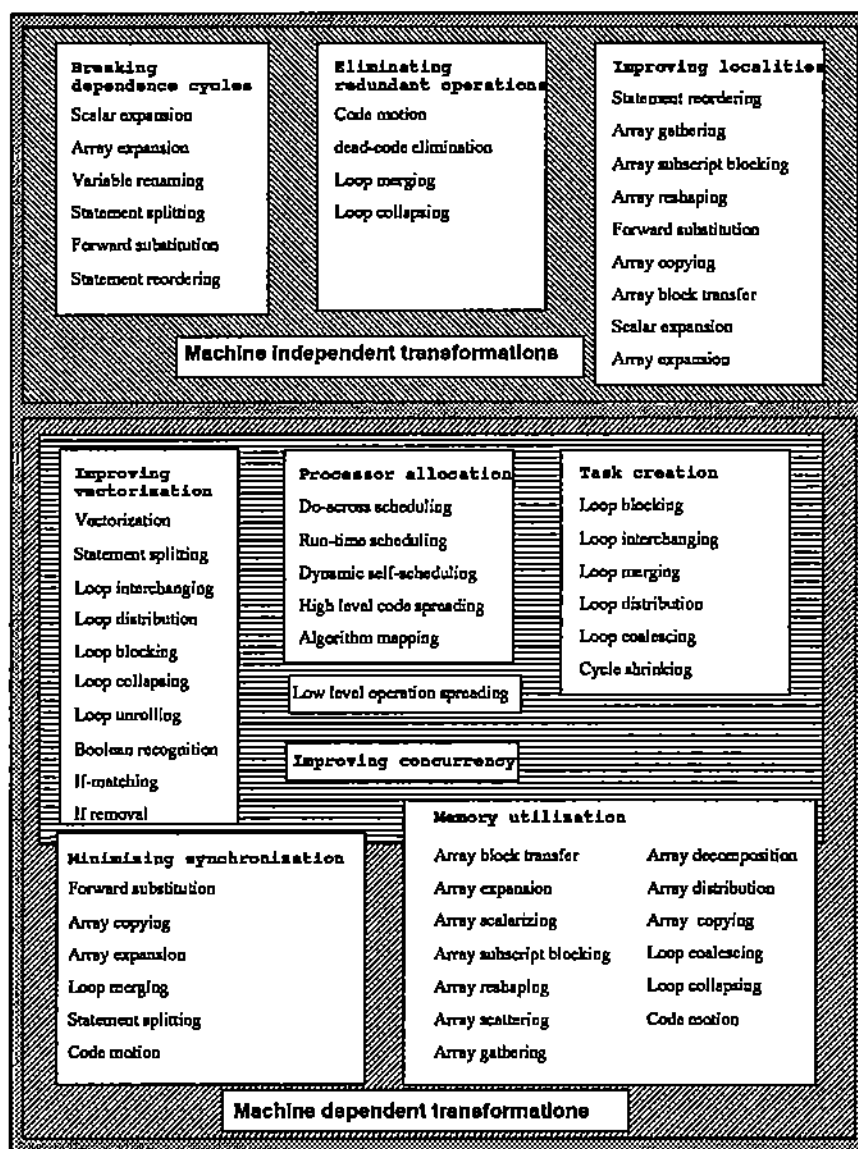 Breaking
dependence cycles
Scalar expansion
Array expansion
Variable renaming
Statement splitting
Forward substitution
Statement reordering
Eliminating
redundant operations
Code motion
dead-code elimination
Loop merging
Loop collapsing
Improving localities
Statement reordering
Array gathering
Array subscript blocking
Array reshaping
Forward substitution
Array copying
Array block transfer
Scalar expansion
Array expansion
Machine independent transformations
Improving
vectorization
Vectorization
Statement splitting
Loop interchanging
Loop distribution
Loop blocking
Loop collapsing
Loop unrolling
Boolean recognition
If-matching
If removal
Processor allocation
Do-across scheduling
Run-time scheduling
Dynamic self-scheduling
High level code spreading
Algorithm mapping
Low level operation spreading
Improving concurrency
Task creation
Loop blocking
Loop interchanging
Loop merging
Loop distribution
Loop coalescing
Cycle shrinking
Minimizing synchronization
Forward substitution
Array copying
Array expansion
Loop merging
Statement splitting
Code motion
Memory utilization
Array block transfer
Array expansion
Array scalarizing
Array subscript blocking
Array reshaping
Array scattering
Array gathering
Array decomposition
Array distribution
Array copying
Loop coalescing
Loop collapsing
Code motion
Machine dependent transformations